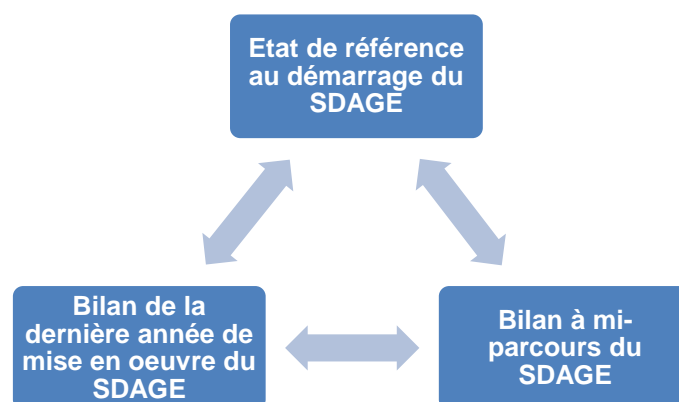 Etat de référence
au démarrage du
SDAGE
Bilan de la
dernière année de
mise en oeuvre du
SDAGE
Bilan à mi-
parcours du
SDAGE